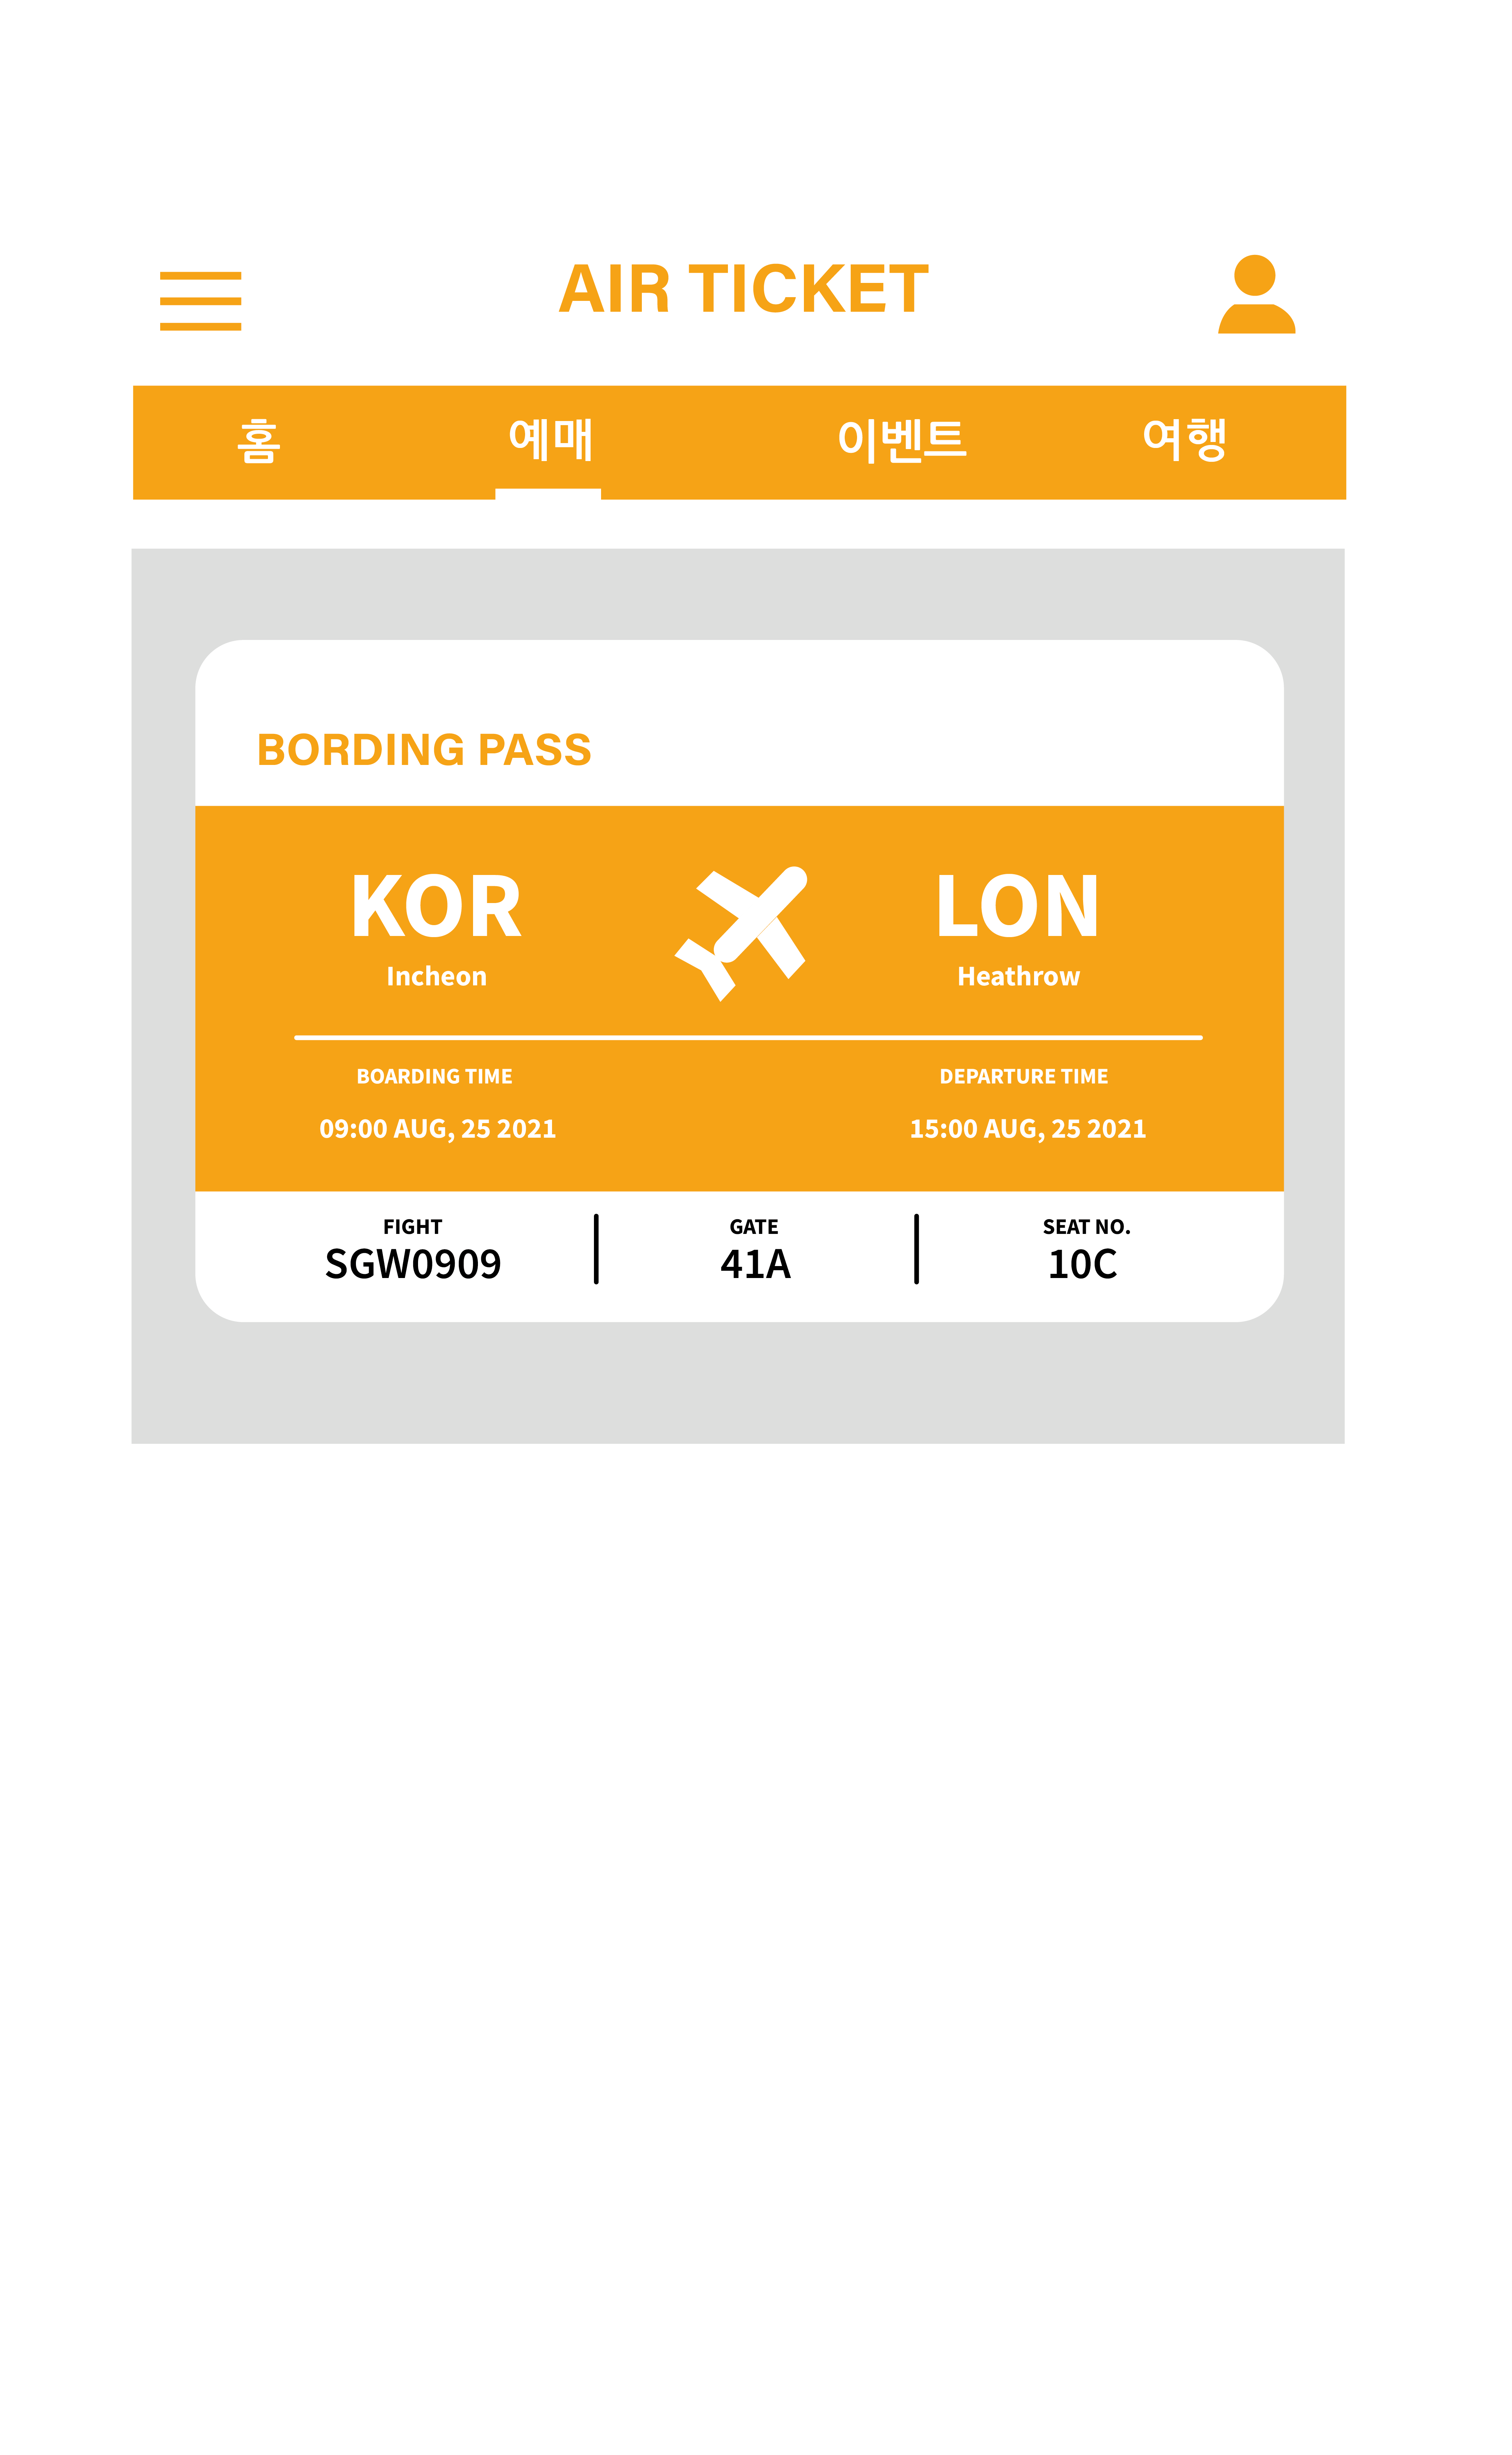 AIR TICKET
홈 예매 이벤트 여행
BORDING PASS
KOR LON
Incheon Heathrow
BOARDING TIME DEPARTURE TIME
09:00 AUG, 25 2021 15:00 AUG, 25 2021
FIGHT GATE SEAT NO.
SGW0909 41A 10C